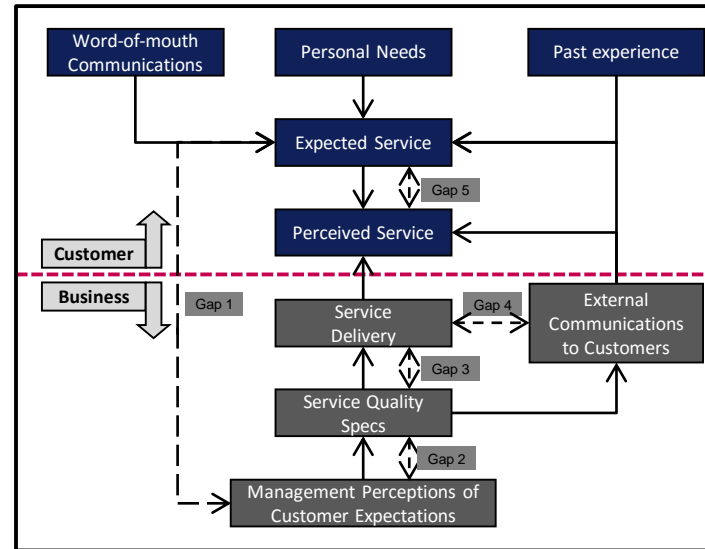 Word-of-mouth
Communications
Personal Needs
Past experience
Expected Service
Gap 5
Perceived Service
Customer
Business
Gap 1
Service
Delivery
Gap 4
External
Communications
to Customers
Gap 3
Service Quality
Specs
Gap 2
Management Perceptions of
Customer Expectations